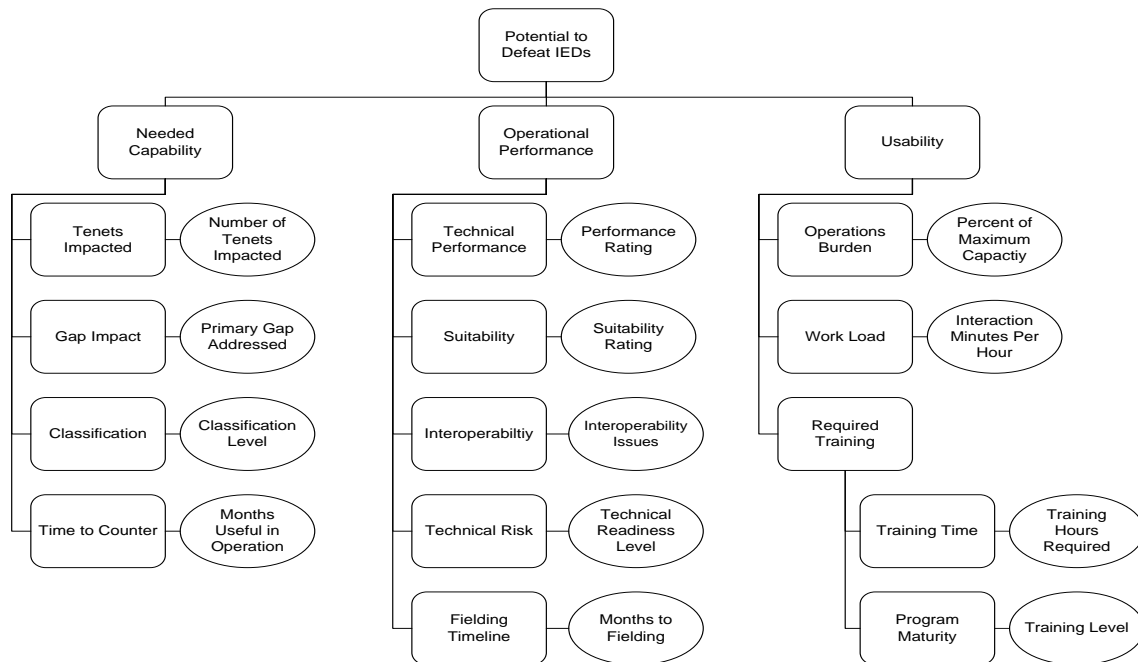 Potential to
Defeat IEDs
Needed
Capability
Operational
Performance
Usability
Tenets
Impacted
Number of
Tenets
Impacted
Technical
Performance
Performance
Rating
Operations
Burden
Percent of
Maximum
Capactiy
Gap Impact
Primary Gap
Addressed
Suitability
Suitability
Rating
Work Load
Interaction
Minutes Per
Hour
Classification
Classification
Level
Interoperabiltiy
Interoperability
Issues
Required
Training
Time to Counter
Months
Useful in
Operation
Technical Risk
Technical
Readiness
Level
Training Time
Training
Hours
Required
Fielding
Timeline
Months to
Fielding
Program
Maturity
Training Level